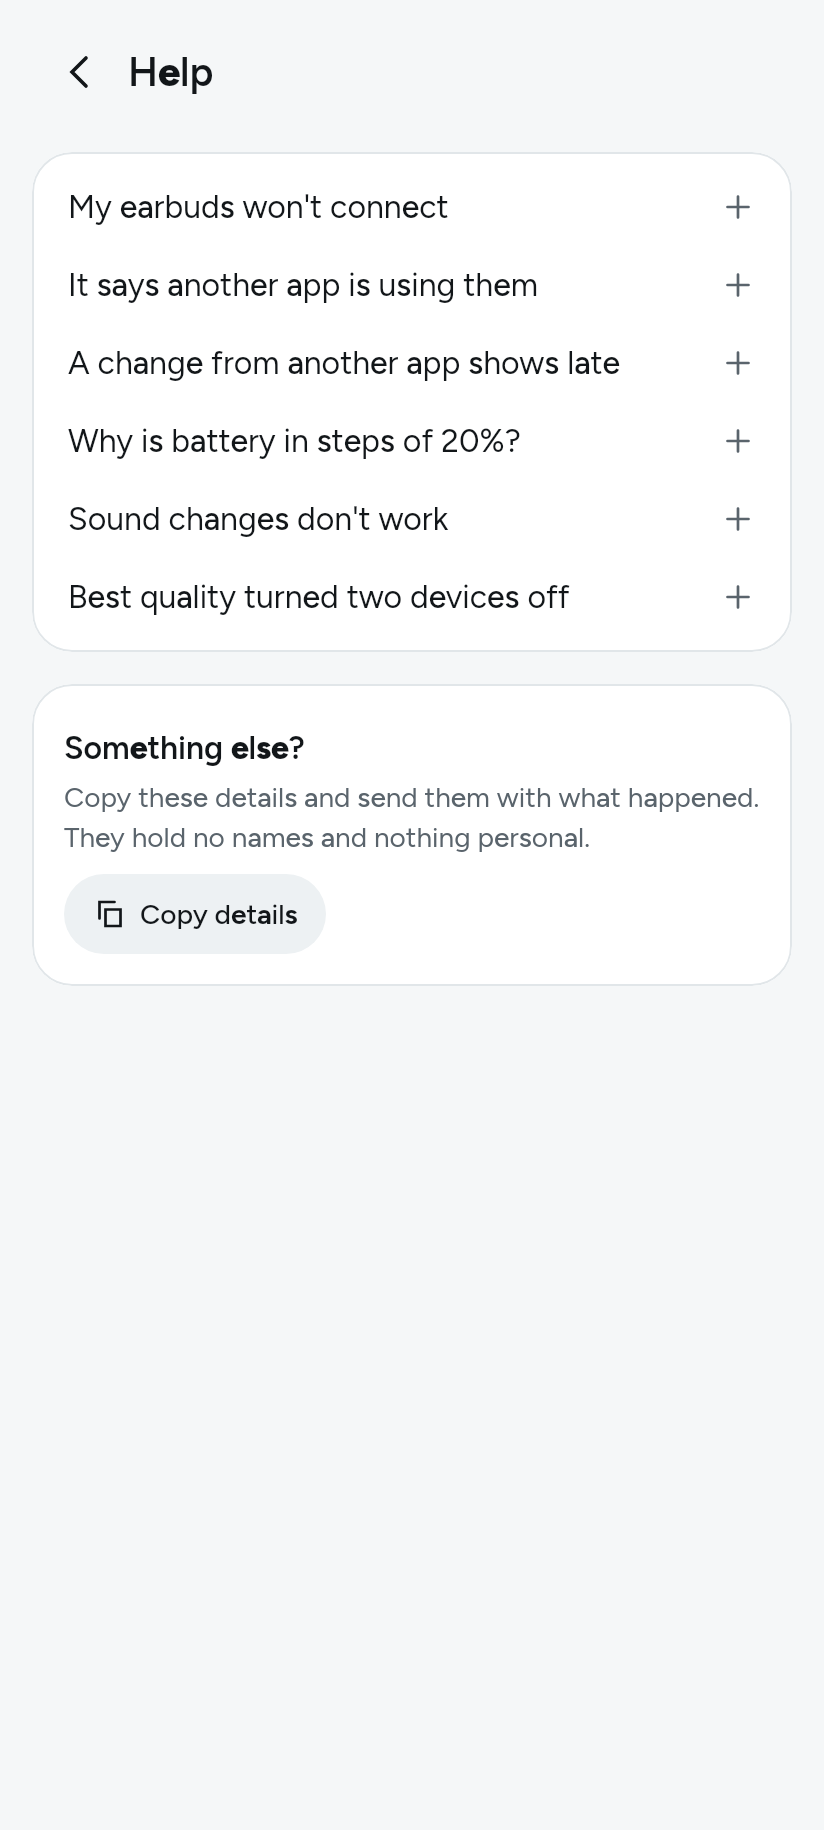 Help
My earbuds won't connect
It says another app is using them
A change from another app shows late
Why is battery in steps of 20%?
Sound changes don't work
Best quality turned two devices off
Something else?
Copy these details and send them with what happened.
They hold no names and nothing personal.
Copy details